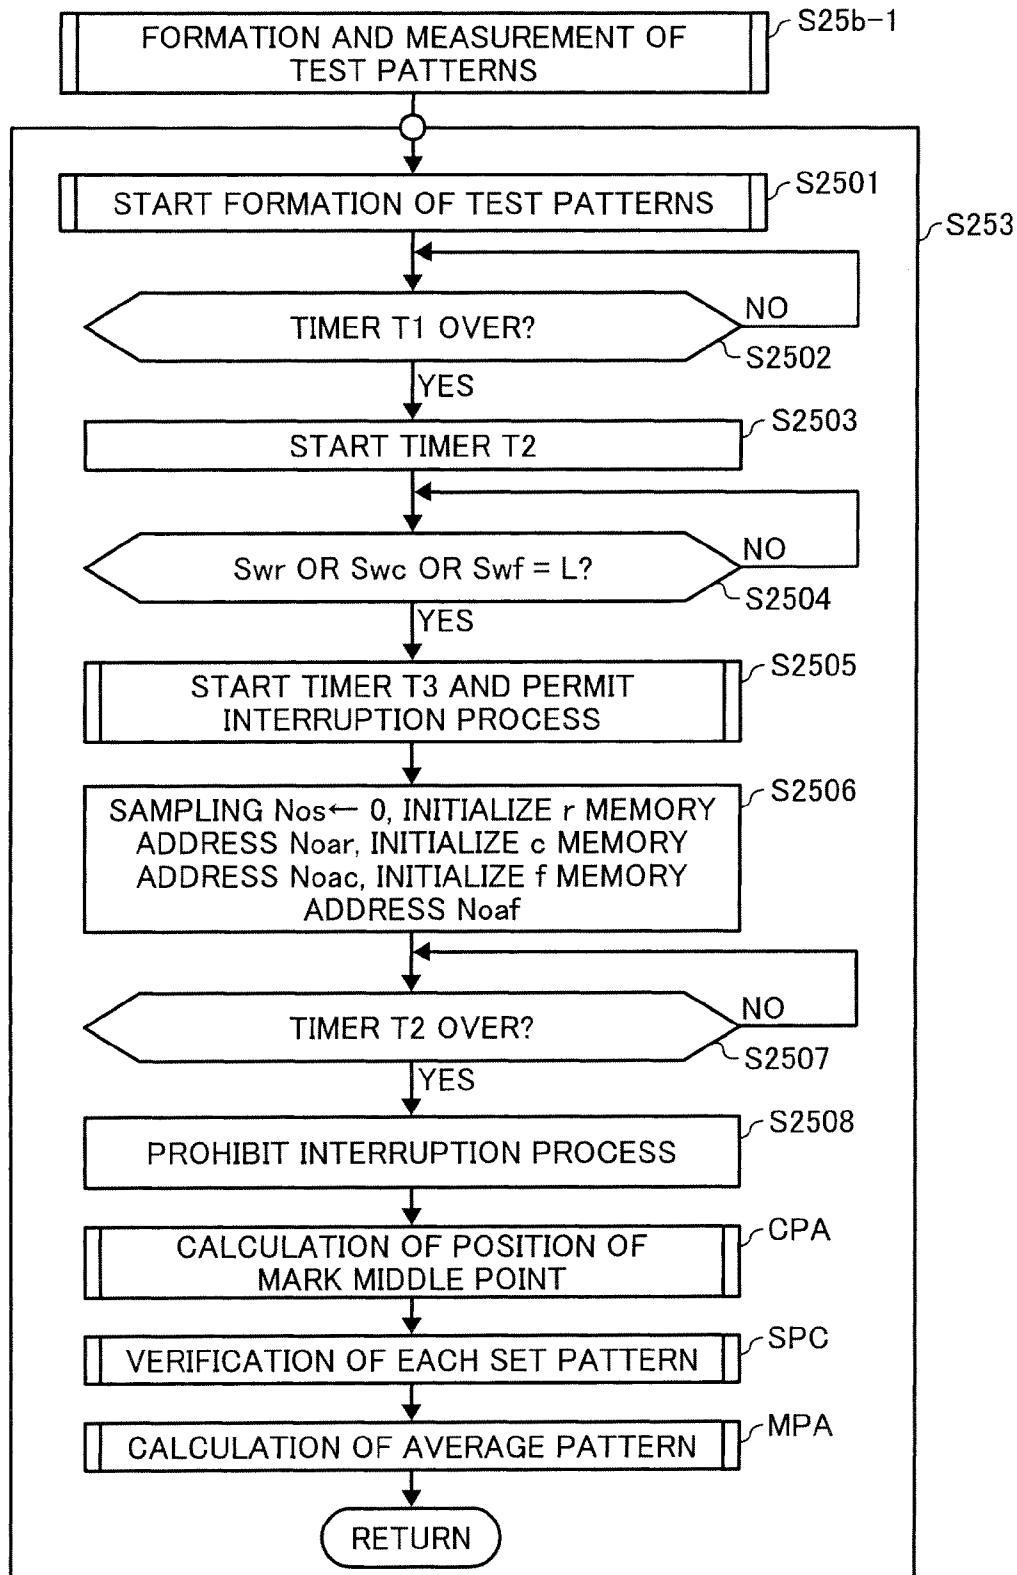 FORMATION AND MEASUREMENT OF
TEST PATTERNS
S25b-1
START FORMATION OF TEST PATTERNS
S2501
S253
TIMER T1 OVER?
NO
S2502
YES
START TIMER T2
S2503
Swr OR Swc OR Swf = L?
NO
S2504
YES
START TIMER T3 AND PERMIT
INTERRUPTION PROCESS
S2505
SAMPLING Nos← 0, INITIALIZE r MEMORY
ADDRESS Noar, INITIALIZE c MEMORY
ADDRESS Noac, INITIALIZE f MEMORY
ADDRESS Noaf
S2506
TIMER T2 OVER?
NO
S2507
YES
PROHIBIT INTERRUPTION PROCESS
S2508
CALCULATION OF POSITION OF
MARK MIDDLE POINT
CPA
VERIFICATION OF EACH SET PATTERN
SPC
CALCULATION OF AVERAGE PATTERN
MPA
RETURN